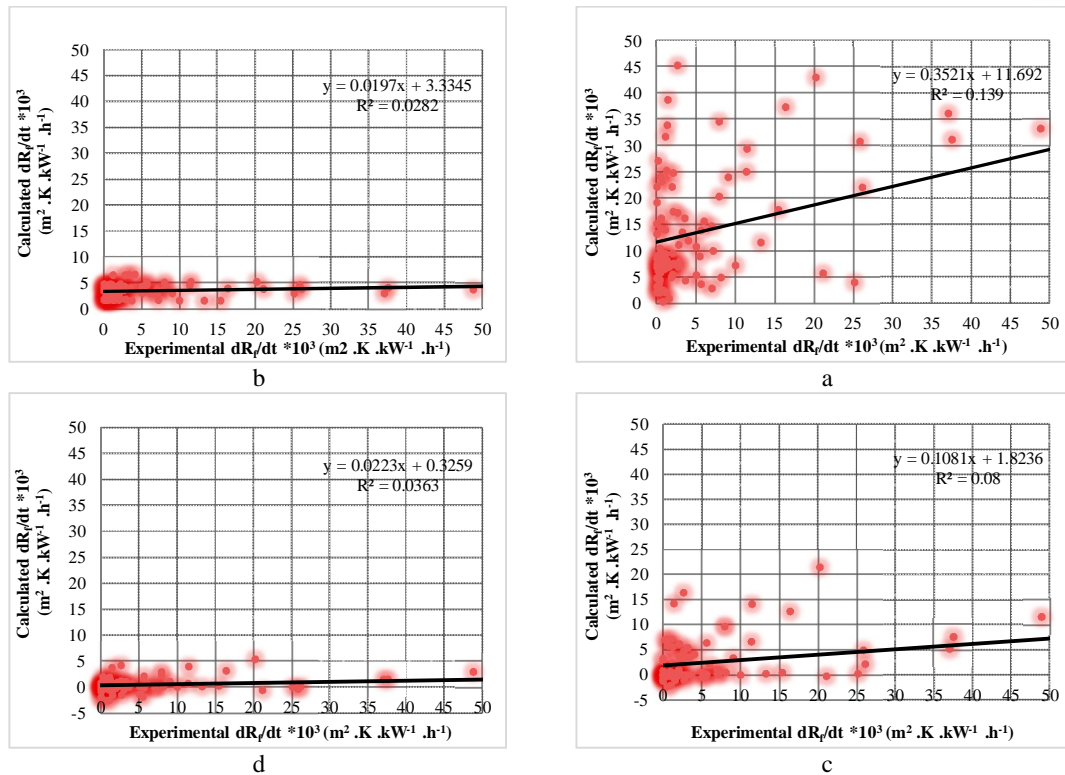 50
45
40
35
30
25
20
15
10
5
0
Calculated dRf/dt *10³
(m² .K .kW⁻¹ .h⁻¹)
y = 0.0197x + 3.3345
R² = 0.0282
0 5 10 15 20 25 30 35 40 45 50
Experimental dRf/dt *10³ (m2 .K .kW⁻¹ .h⁻¹)
b
50
45
40
35
30
25
20
15
10
5
0
Calculated dRf/dt *10³
(m² .K .kW⁻¹ .h⁻¹)
y = 0.3521x + 11.692
R² = 0.139
0 5 10 15 20 25 30 35 40 45 50
Experimental dRf/dt *10³ (m² .K .kW⁻¹ .h⁻¹)
a
50
45
40
35
30
25
20
15
10
5
0
-5
Calculated dRf/dt *10³
(m² .K .kW⁻¹ .h⁻¹)
y = 0.0223x + 0.3259
R² = 0.0363
0 5 10 15 20 25 30 35 40 45 50
Experimental dRf/dt *10³ (m² .K .kW⁻¹ .h⁻¹)
d
50
45
40
35
30
25
20
15
10
5
0
-5
Calculated dRf/dt *10³
(m² .K .kW⁻¹ .h⁻¹)
y = 0.1081x + 1.8236
R² = 0.08
0 5 10 15 20 25 30 35 40 45 50
Experimental dRf/dt *10³ (m² .K .kW⁻¹ .h⁻¹)
c